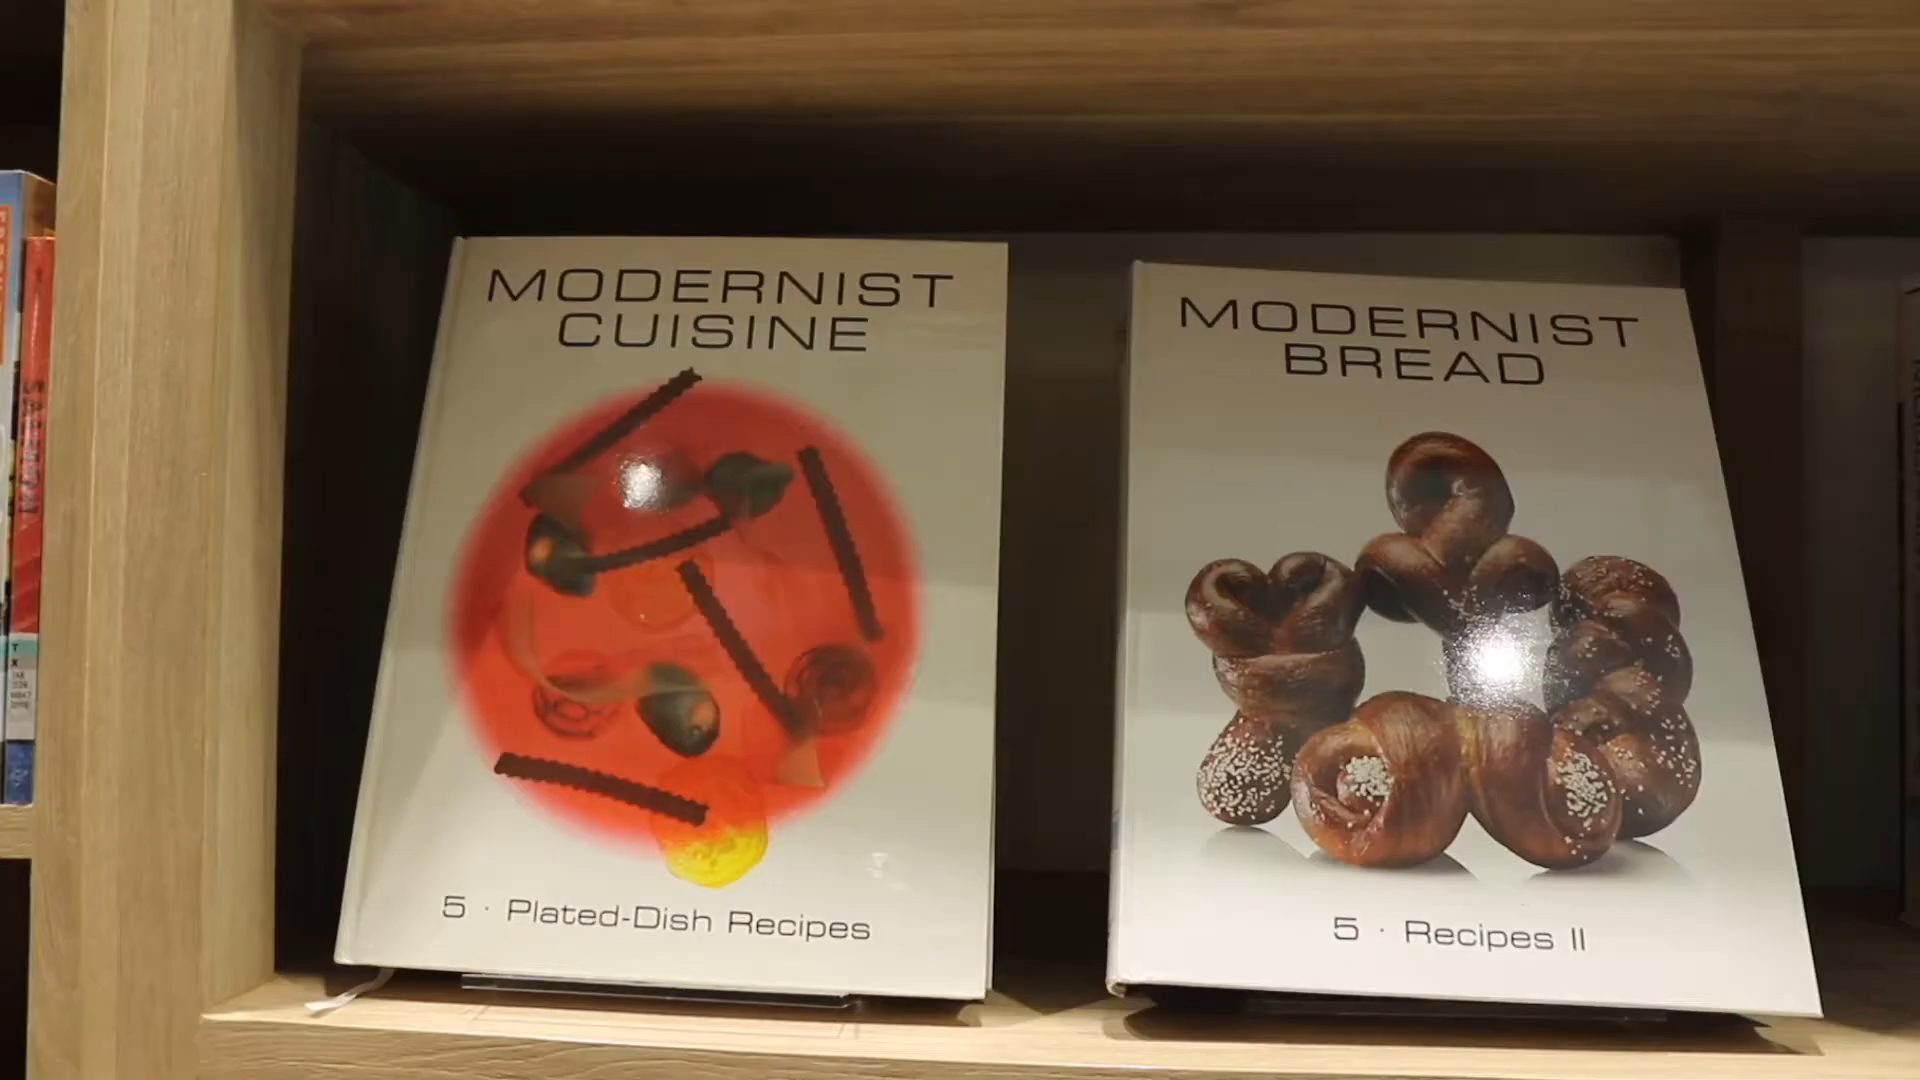 MODERNIST
CUISINE
5 · Plated-Dish Recipes
MODERNIST
BREAD
5 · Recipes II